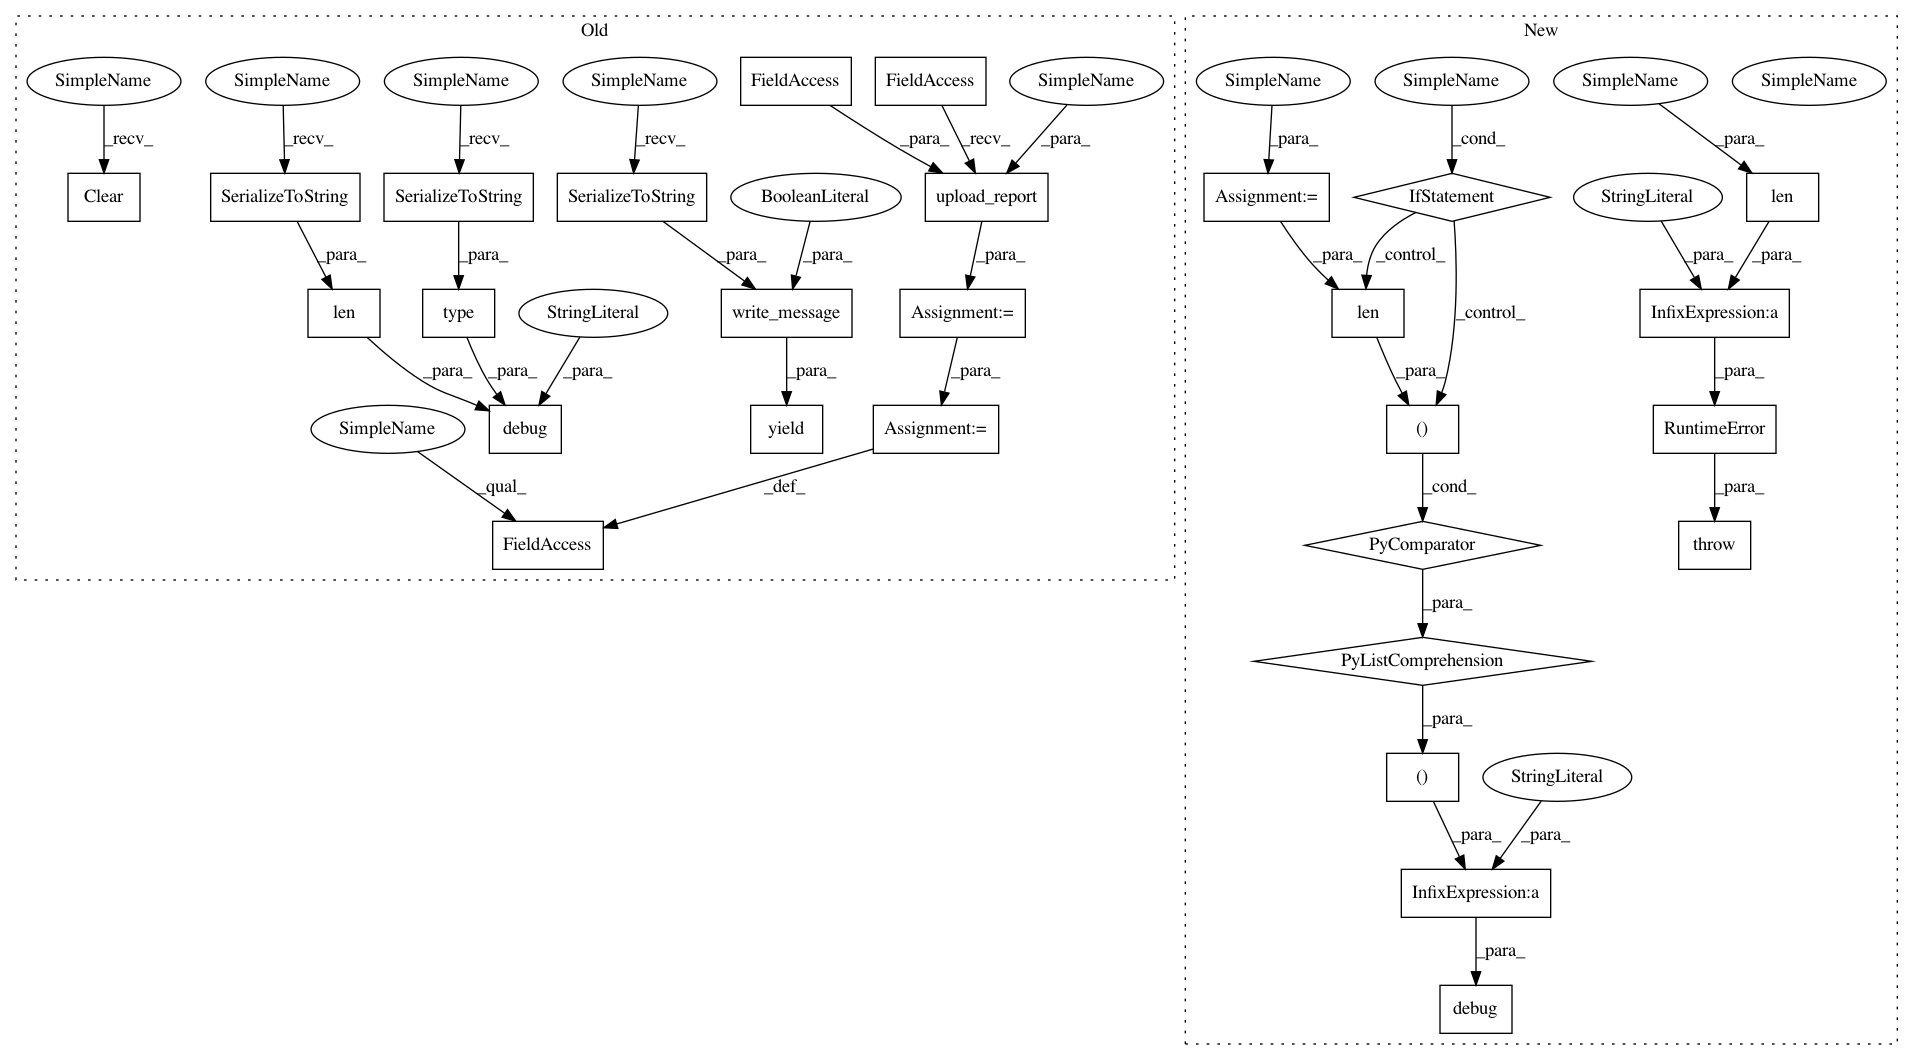 Old
New
SimpleName
SimpleName
SimpleName
SimpleName
FieldAccess
FieldAccess
SimpleName
SimpleName
SimpleName
SimpleName
SimpleName
_recv_
_recv_
_recv_
_recv_
_para_
_recv_
_para_
_para_
_cond_
_para_
Clear
SerializeToString
SerializeToString
SerializeToString
BooleanLiteral
upload_report
Assignment:=
IfStatement
StringLiteral
len
_para_
_para_
_para_
_para_
_para_
_para_
_control_
_para_
_para_
len
type
StringLiteral
write_message
Assignment:=
len
_control_
InfixExpression:a
_para_
_para_
_para_
_para_
_para_
_para_
_para_
SimpleName
debug
yield
Assignment:=
()
RuntimeError
_qual_
_def_
_cond_
_para_
FieldAccess
PyComparator
throw
_para_
PyListComprehension
_para_
()
StringLiteral
_para_
_para_
InfixExpression:a
_para_
debug